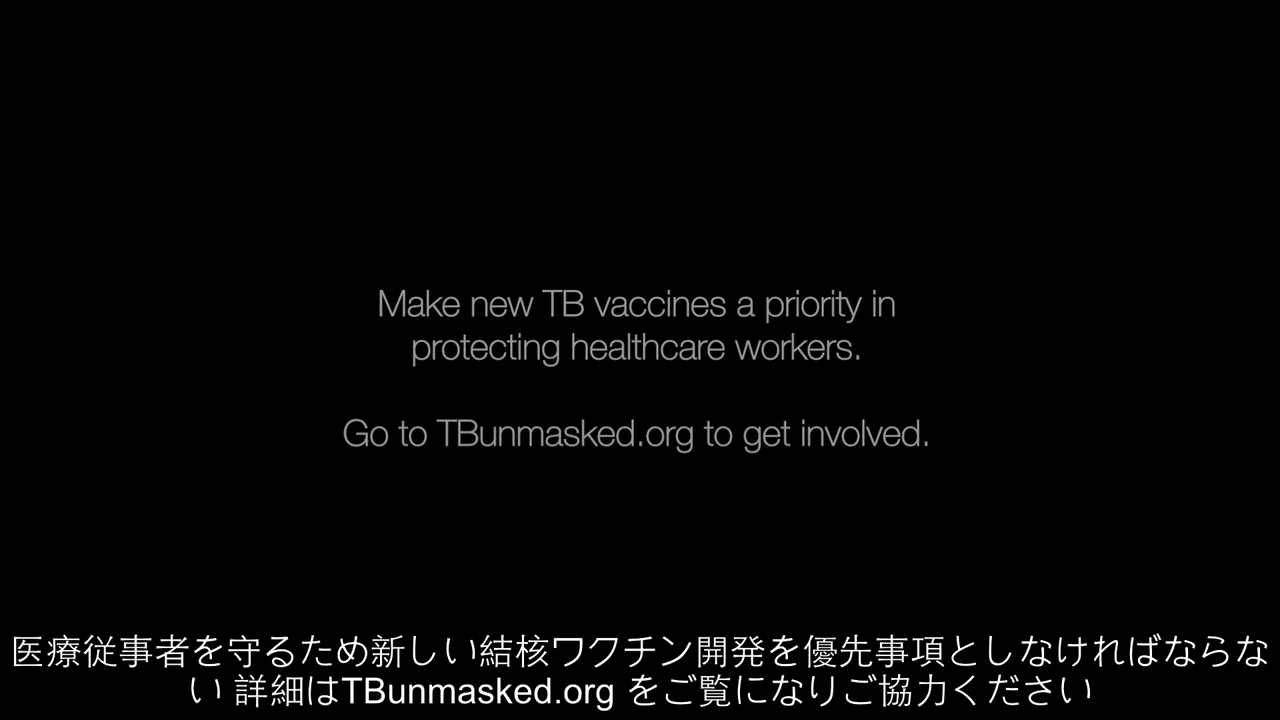 Make new TB vaccines a priority in
protecting healthcare workers.
Go to TBunmasked.org to get involved.
医療従事者を守るため新しい結核ワクチン開発を優先事項としなければならな
い 詳細はTBunmasked.org をご覧になりご協力ください